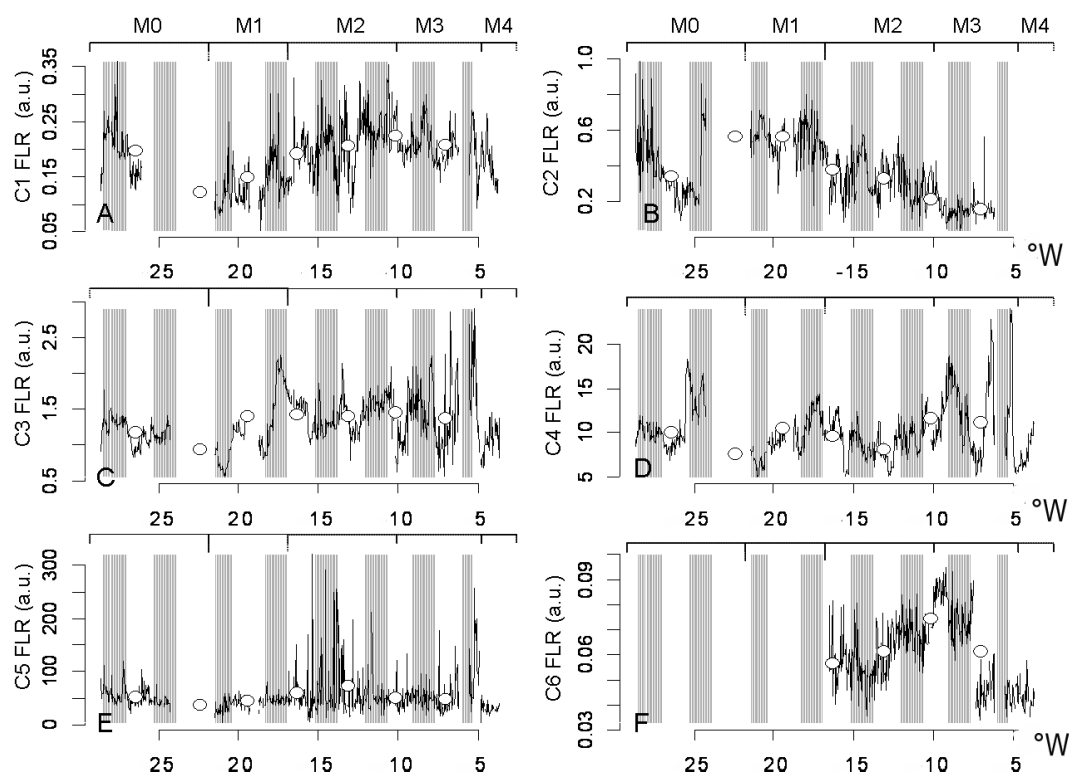 M0 M1 M2 M3 M4 M0 M1 M2 M3 M4
C1 FLR (a.u.)
0.35
0.25
0.15
0.05
A
25 20 15 10 5
C2 FLR (a.u.)
1.0
0.6
0.2
B
25 20 -15 10 5 °W
C3 FLR (a.u.)
2.5
1.5
0.5
C
25 20 15 10 5
C4 FLR (a.u.)
20
15
10
5
D
25 20 15 10 5 °W
C5 FLR (a.u.)
300
200
100
0
E
25 20 15 10 5
C6 FLR (a.u.)
0.09
0.06
0.03
F
25 20 15 10 5 °W